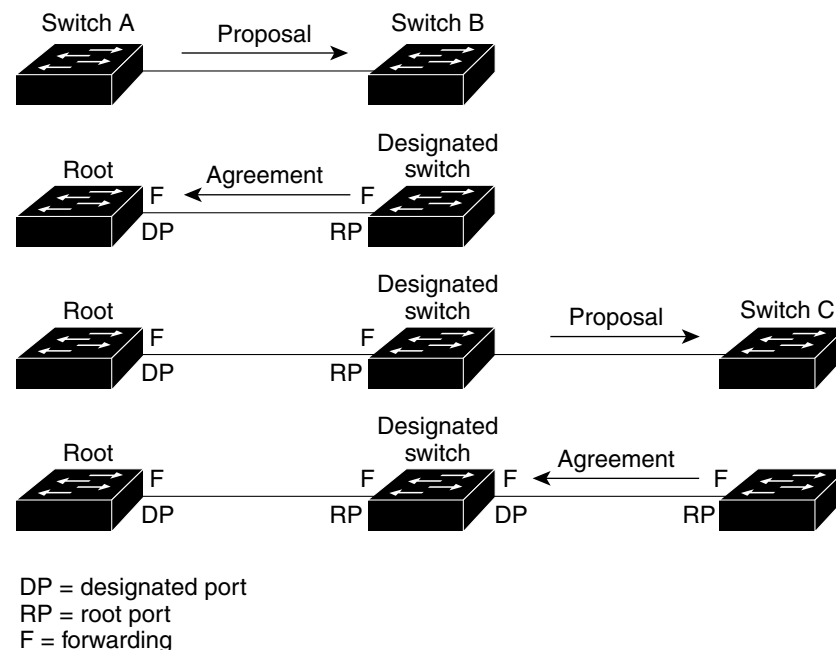 Switch A
Proposal
Switch B
Root
F
Agreement
F
Designated
switch
DP
RP
Root
F
Designated
switch
F
Proposal
Switch C
DP
RP
Root
F
Designated
switch
F
F
Agreement
F
DP
RP
DP
RP
DP = designated port
RP = root port
F = forwarding